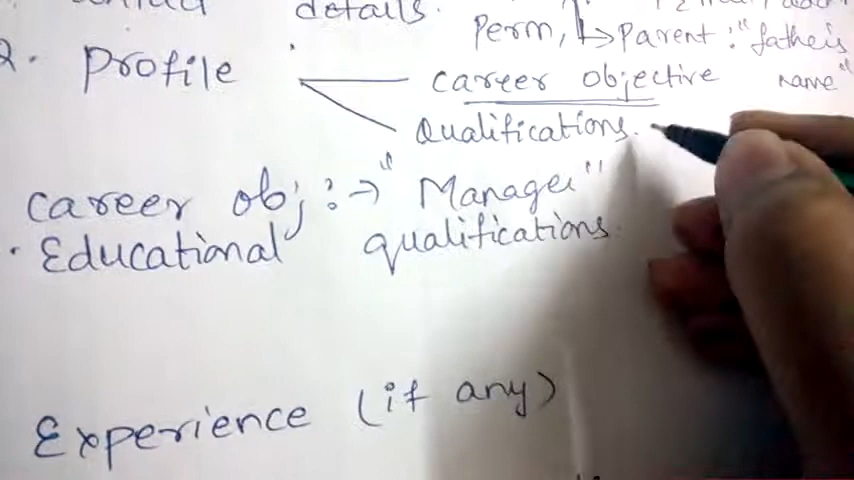 details.
Perm, → Parent : "father's name"
2. Profile
career objective
Qualifications.
career obj :→ "Manager"
. Educational qualifications.
Experience (if any)